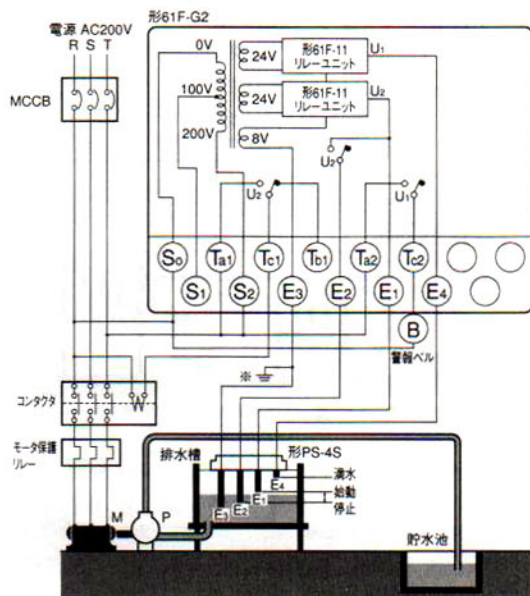 形61F-G2
電源 AC200V
R S T
MCCB
0V
100V
200V
24V
形61F-11
リレーユニット
U1
24V
形61F-11
リレーユニット
U2
8V
U2
U2
U1
S0 Ta1 Tc1 Tb1 Ta2 Tc2
S1 S2 E3 E2 E1 E4
B
警報ベル
※
コンタクタ
モータ保護
リレー
排水槽
形PS-4S
E4
E1
E2
E3
満水
始動
停止
M
P
貯水池